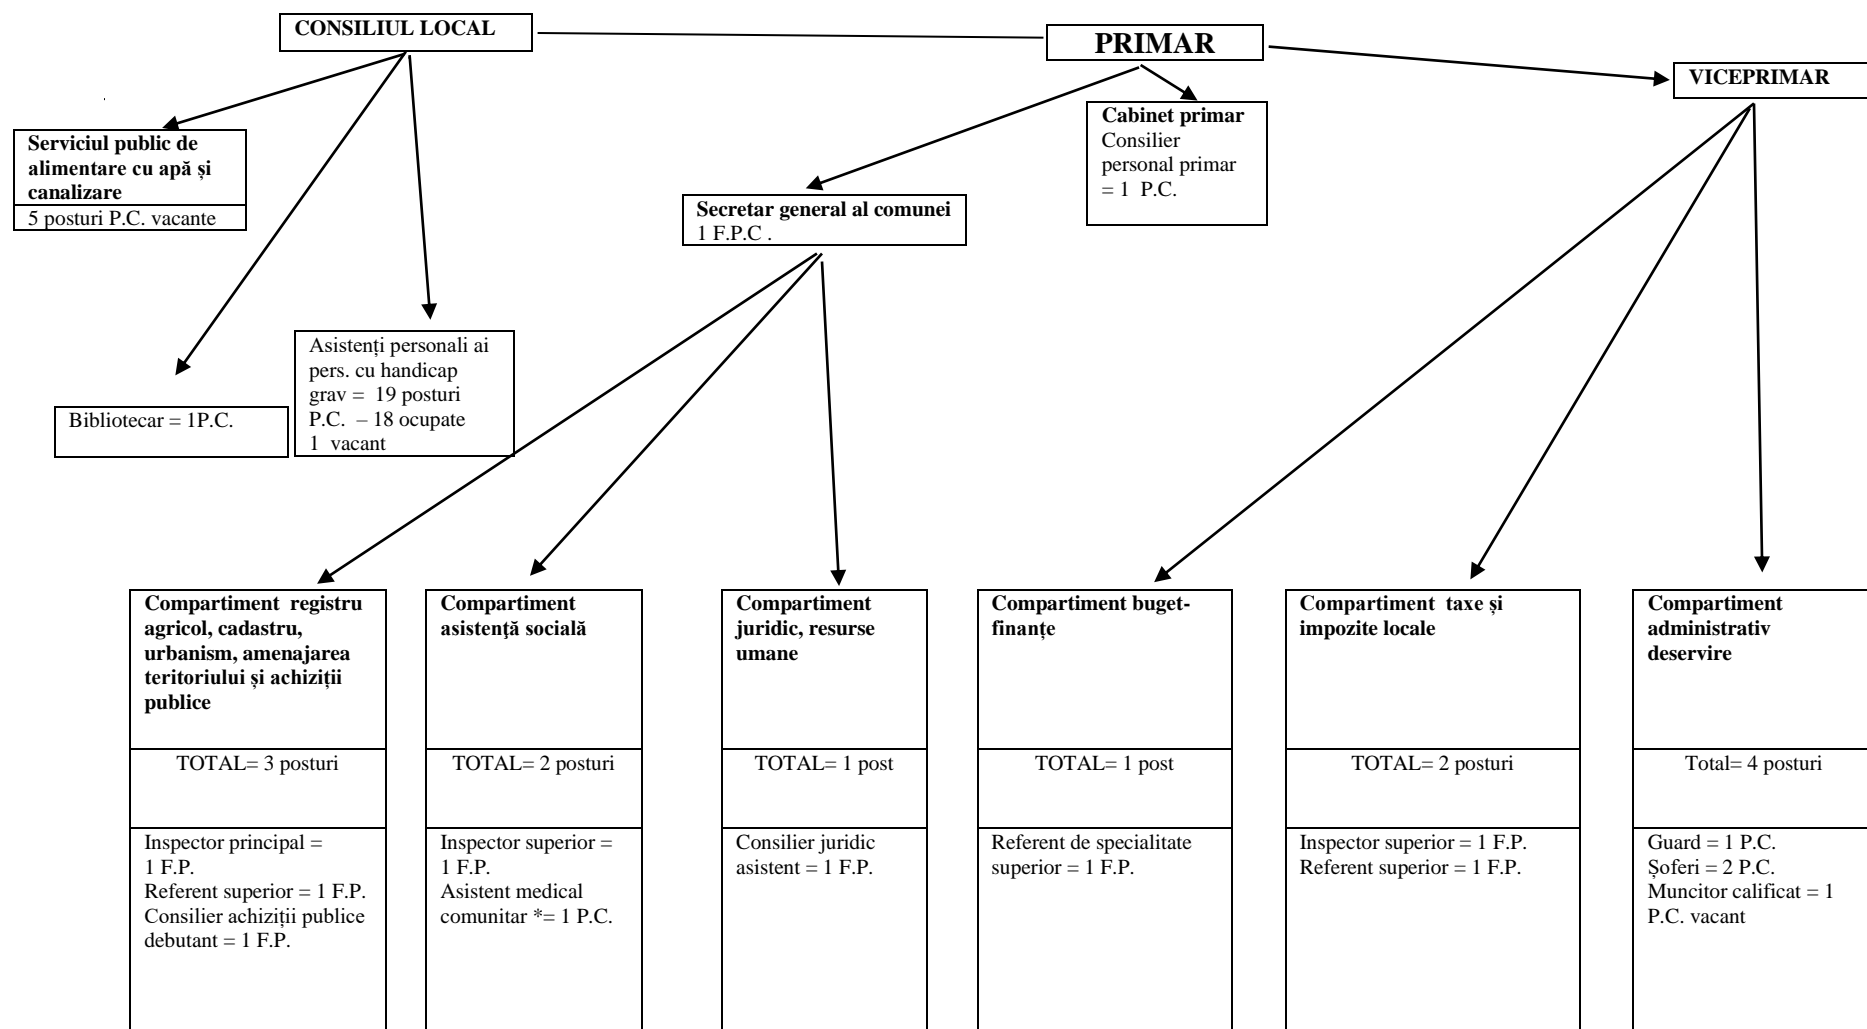 CONSILIUL LOCAL
PRIMAR
VICEPRIMAR
Serviciul public de
alimentare cu apă și
canalizare
5 posturi P.C. vacante
Cabinet primar
Consilier
personal primar
= 1  P.C.
Secretar general al comunei
1 F.P.C .
Bibliotecar = 1P.C.
Asistenți personali ai
pers. cu handicap
grav =  19 posturi
P.C.  – 18 ocupate
1  vacant
Compartiment  registru
agricol, cadastru,
urbanism, amenajarea
teritoriului și achiziții
publice
TOTAL= 3 posturi
Inspector principal =
1 F.P.
Referent superior = 1 F.P.
Consilier achiziții publice
debutant = 1 F.P.
Compartiment
asistenţă socială
TOTAL= 2 posturi
Inspector superior =
1 F.P.
Asistent medical
comunitar *= 1 P.C.
Compartiment
juridic, resurse
umane
TOTAL= 1 post
Consilier juridic
asistent = 1 F.P.
Compartiment buget-
finanțe
TOTAL= 1 post
Referent de specialitate
superior = 1 F.P.
Compartiment  taxe și
impozite locale
TOTAL= 2 posturi
Inspector superior = 1 F.P.
Referent superior = 1 F.P.
Compartiment
administrativ
deservire
Total= 4 posturi
Guard = 1 P.C.
Șoferi = 2 P.C.
Muncitor calificat = 1
P.C. vacant